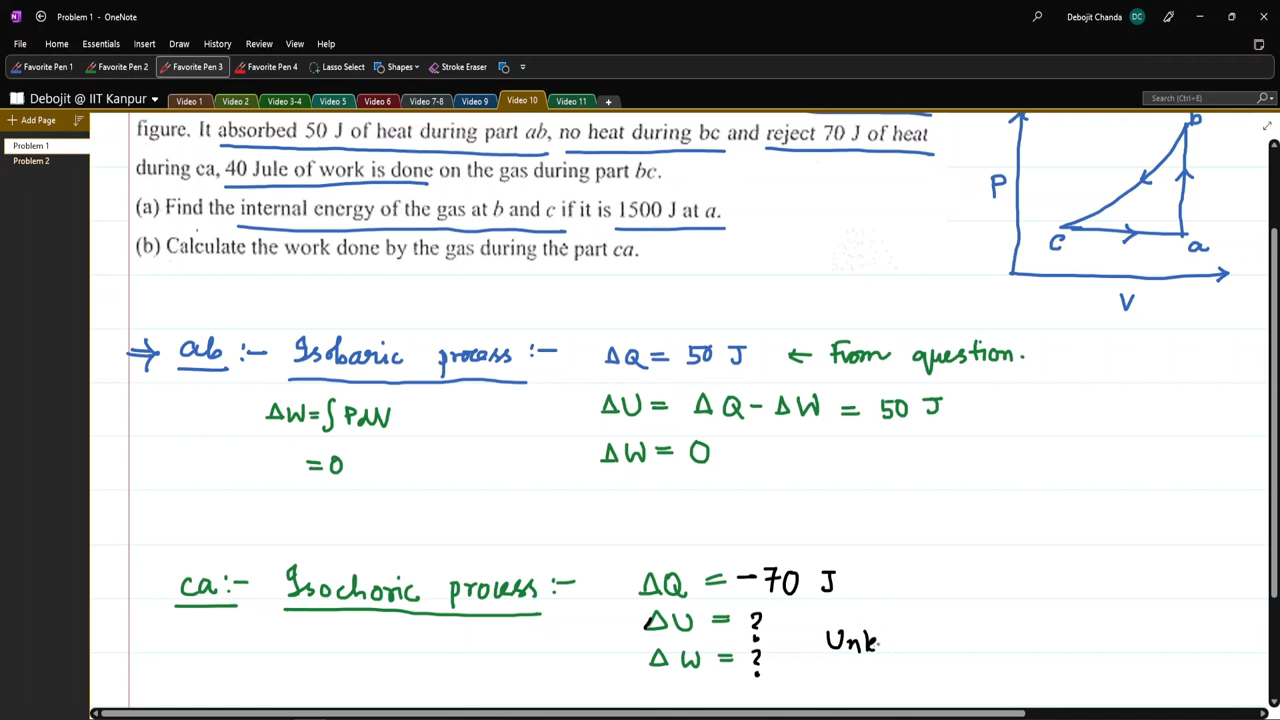 Problem 1 - OneNote
Debojit Chanda DC
File Home Essentials Insert Draw History Review View Help
Favorite Pen 1 Favorite Pen 2 Favorite Pen 3 Favorite Pen 4 Lasso Select Shapes Stroke Eraser
Debojit @ IIT Kanpur Video 1 Video 2 Video 3-4 Video 5 Video 6 Video 7-8 Video 9 Video 10 Video 11 + Search (Ctrl+E)
+ Add Page
Problem 1
Problem 2
figure. It absorbed 50 J of heat during part ab, no heat during bc and reject 70 J of heat
during ca, 40 Jule of work is done on the gas during part bc.
(a) Find the internal energy of the gas at b and c if it is 1500 J at a.
(b) Calculate the work done by the gas during the part ca.
b
P
c
a
V
⇒ ab :- Isobaric process :- ΔQ = 50 J ← From question.
ΔW = ∫ PdV ΔU = ΔQ - ΔW = 50 J
= 0 ΔW = 0
ca :- Isochoric process :- ΔQ = -70 J
ΔU = ?
ΔW = ? Unk